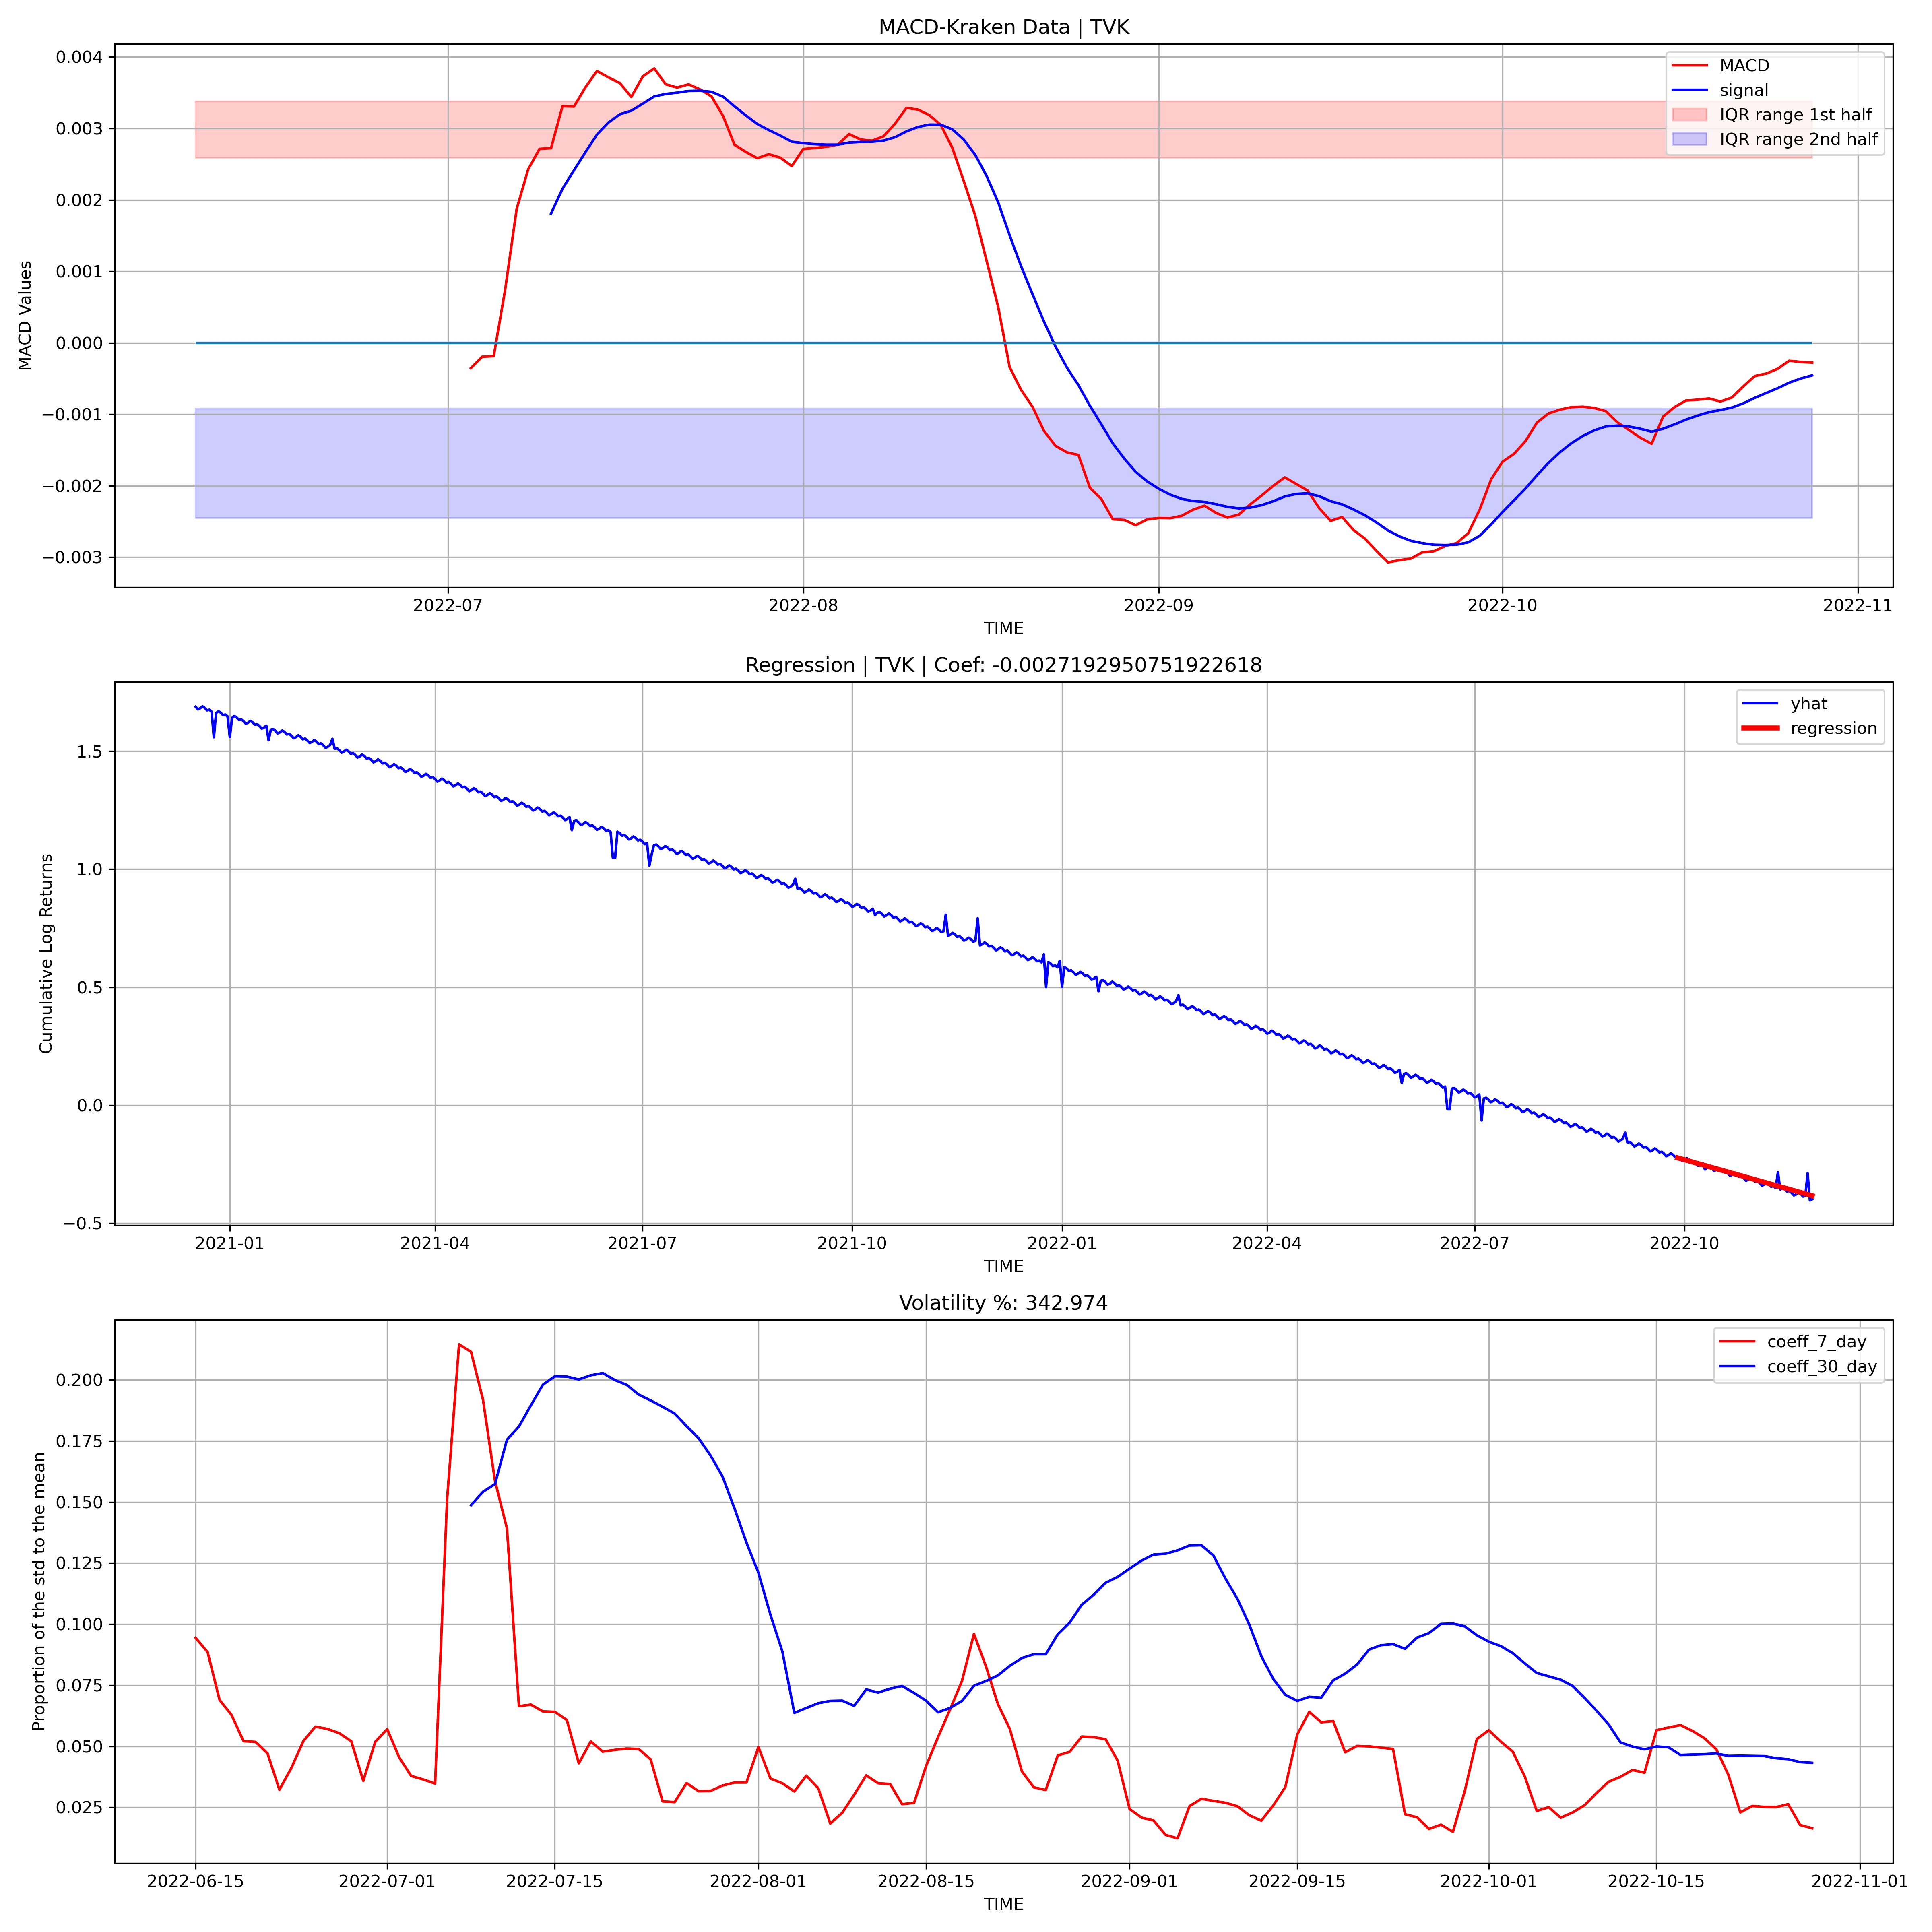 MACD-Kraken Data | TVK
MACD Values
0.004
0.003
0.002
0.001
0.000
−0.001
−0.002
−0.003
MACD
signal
IQR range 1st half
IQR range 2nd half
2022-07
2022-08
2022-09
2022-10
2022-11
TIME
Regression | TVK | Coef: -0.0027192950751922618
Cumulative Log Returns
1.5
1.0
0.5
0.0
−0.5
yhat
regression
2021-01
2021-04
2021-07
2021-10
2022-01
2022-04
2022-07
2022-10
TIME
Volatility %: 342.974
Proportion of the std to the mean
0.200
0.175
0.150
0.125
0.100
0.075
0.050
0.025
coeff_7_day
coeff_30_day
2022-06-15
2022-07-01
2022-07-15
2022-08-01
2022-08-15
2022-09-01
2022-09-15
2022-10-01
2022-10-15
2022-11-01
TIME